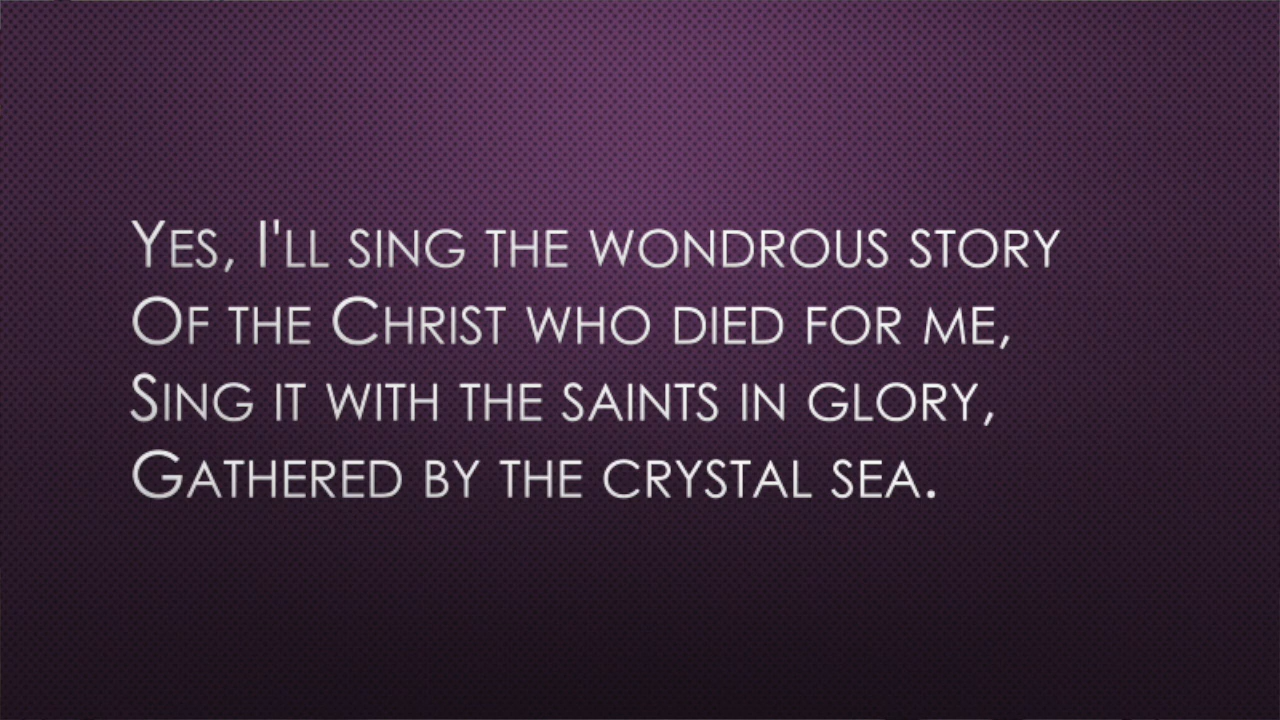 Yes, I'll sing the wondrous story
Of the Christ who died for me,
Sing it with the saints in glory,
Gathered by the crystal sea.